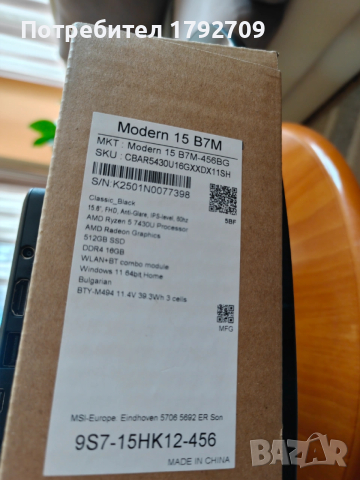 Потребител 1792709
Modern 15 B7M
MKT : Modern 15 B7M-456BG
SKU : CBAR5430U16GXXDX11SH
S/N:K2501N0077398
SBF
Classic_Black
15.6", FHD, Anti-Glare, IPS-level, 60hz
AMD Ryzen 5 7430U Processor
AMD Radeon Graphics
512GB SSD
DDR4 16GB
WLAN+BT combo module
Windows 11 64bit,Home
Bulgarian
BTY-M494 11.4V 39.3Wh 3 cells
MFG
MSI-Europe. Eindhoven 5706 5692 ER Son
9S7-15HK12-456
MADE IN CHINA
BAZAR
bg